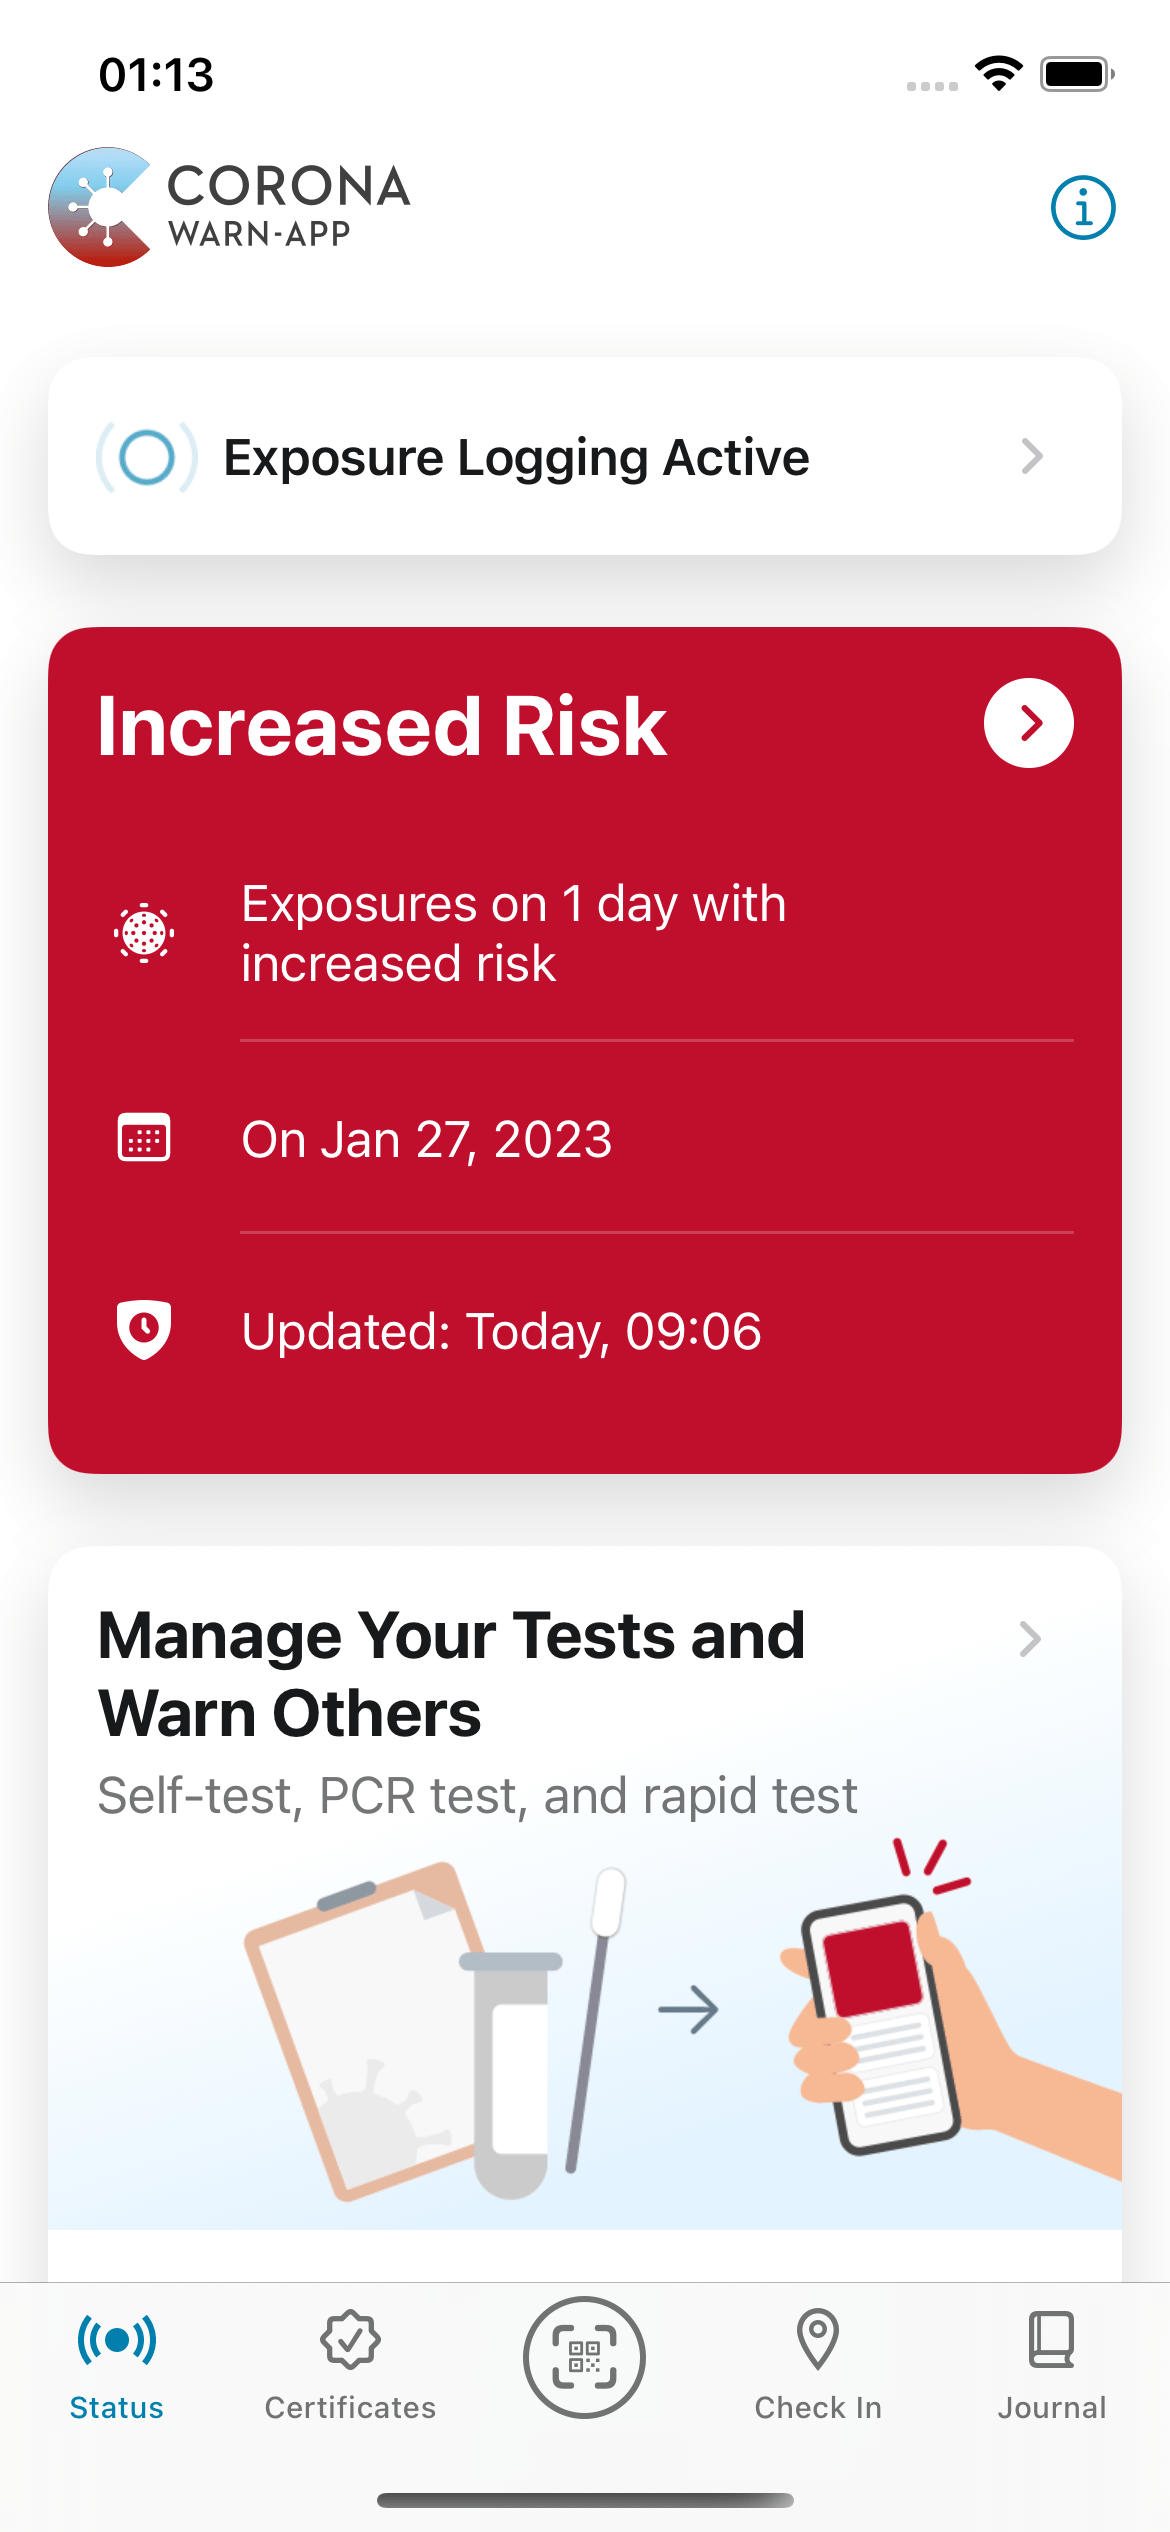 01:13
CORONA
WARN-APP
Exposure Logging Active
Increased Risk
Exposures on 1 day with
increased risk
On Jan 27, 2023
Updated: Today, 09:06
Manage Your Tests and
Warn Others
Self-test, PCR test, and rapid test
Status
Certificates
Check In
Journal